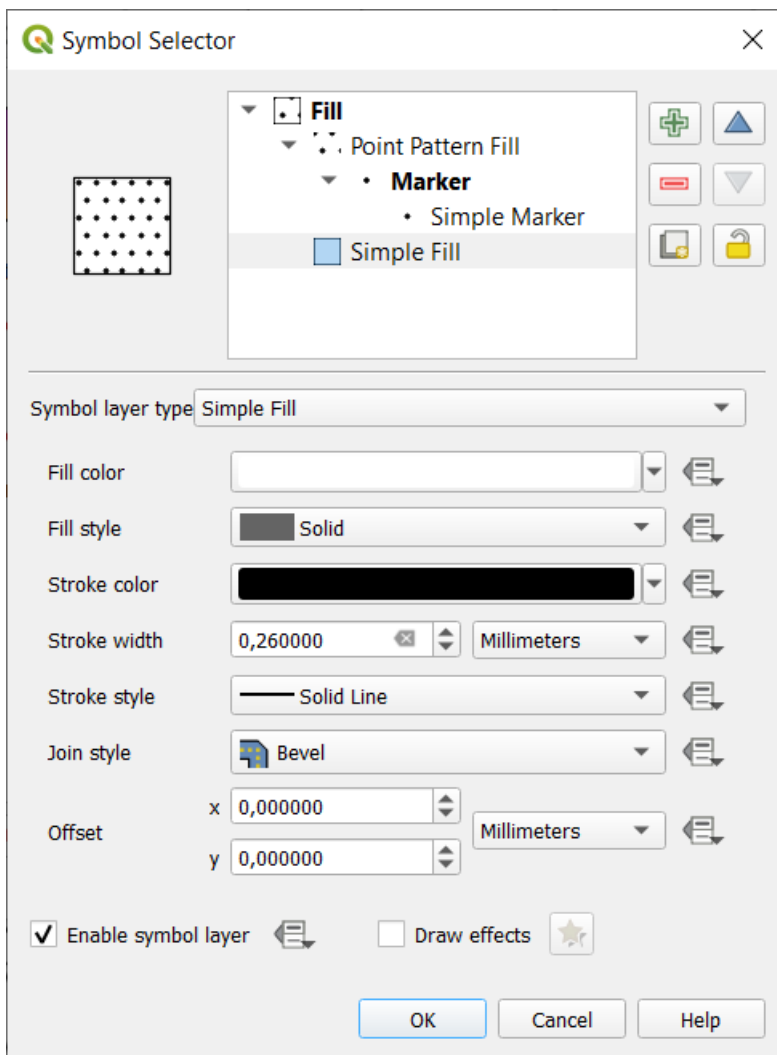 Symbol Selector
Fill
Point Pattern Fill
Marker
Simple Marker
Simple Fill
Symbol layer type Simple Fill
Fill color
Fill style Solid
Stroke color
Stroke width 0,260000 Millimeters
Stroke style Solid Line
Join style Bevel
x 0,000000
Offset Millimeters
y 0,000000
Enable symbol layer Draw effects
OK Cancel Help